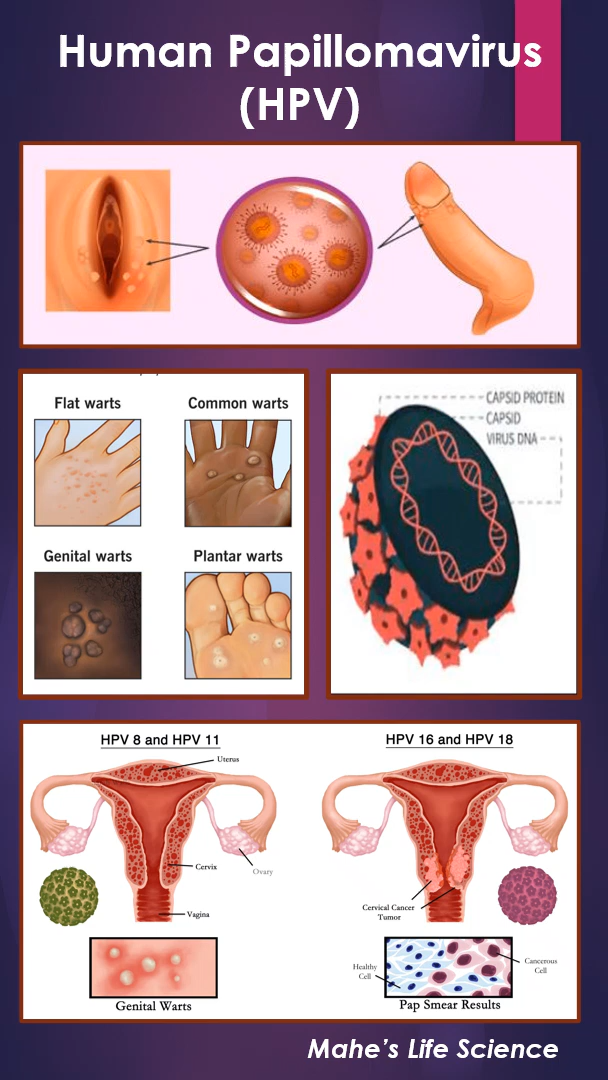 Human Papillomavirus
(HPV)
Flat warts
Common warts
Genital warts
Plantar warts
CAPSID PROTEIN
CAPSID
VIRUS DNA
HPV 8 and HPV 11
Uterus
Cervix
Ovary
Vagina
Genital Warts
HPV 16 and HPV 18
Cervical Cancer
Tumor
Healthy
Cell
Cancerous
Cell
Pap Smear Results
Mahe's Life Science